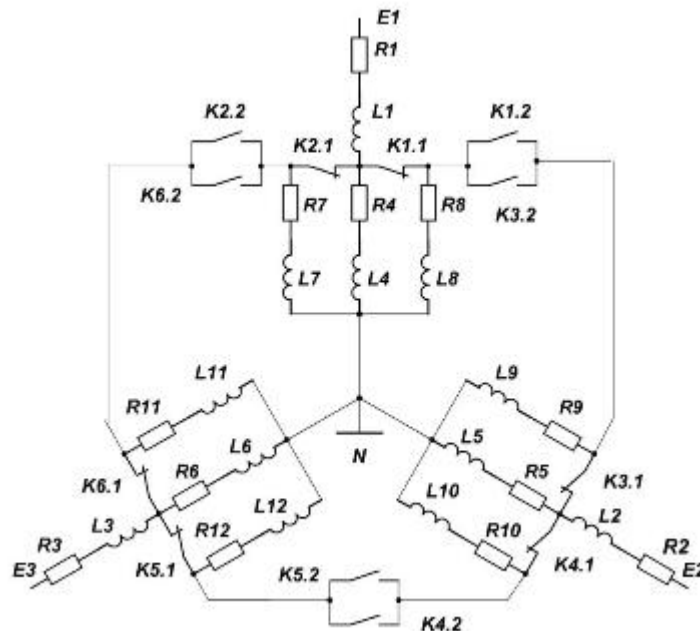 E1
R1
L1
K2.2
K1.2
K2.1
K1.1
K6.2
R7
R4
R8
K3.2
L7
L4
L8
L11
L9
R11
R9
L6
L5
N
K6.1
R6
R5
K3.1
L12
L10
L3
L2
R12
R10
R3
R2
E3
K5.1
K5.2
K4.1
E2
K4.2